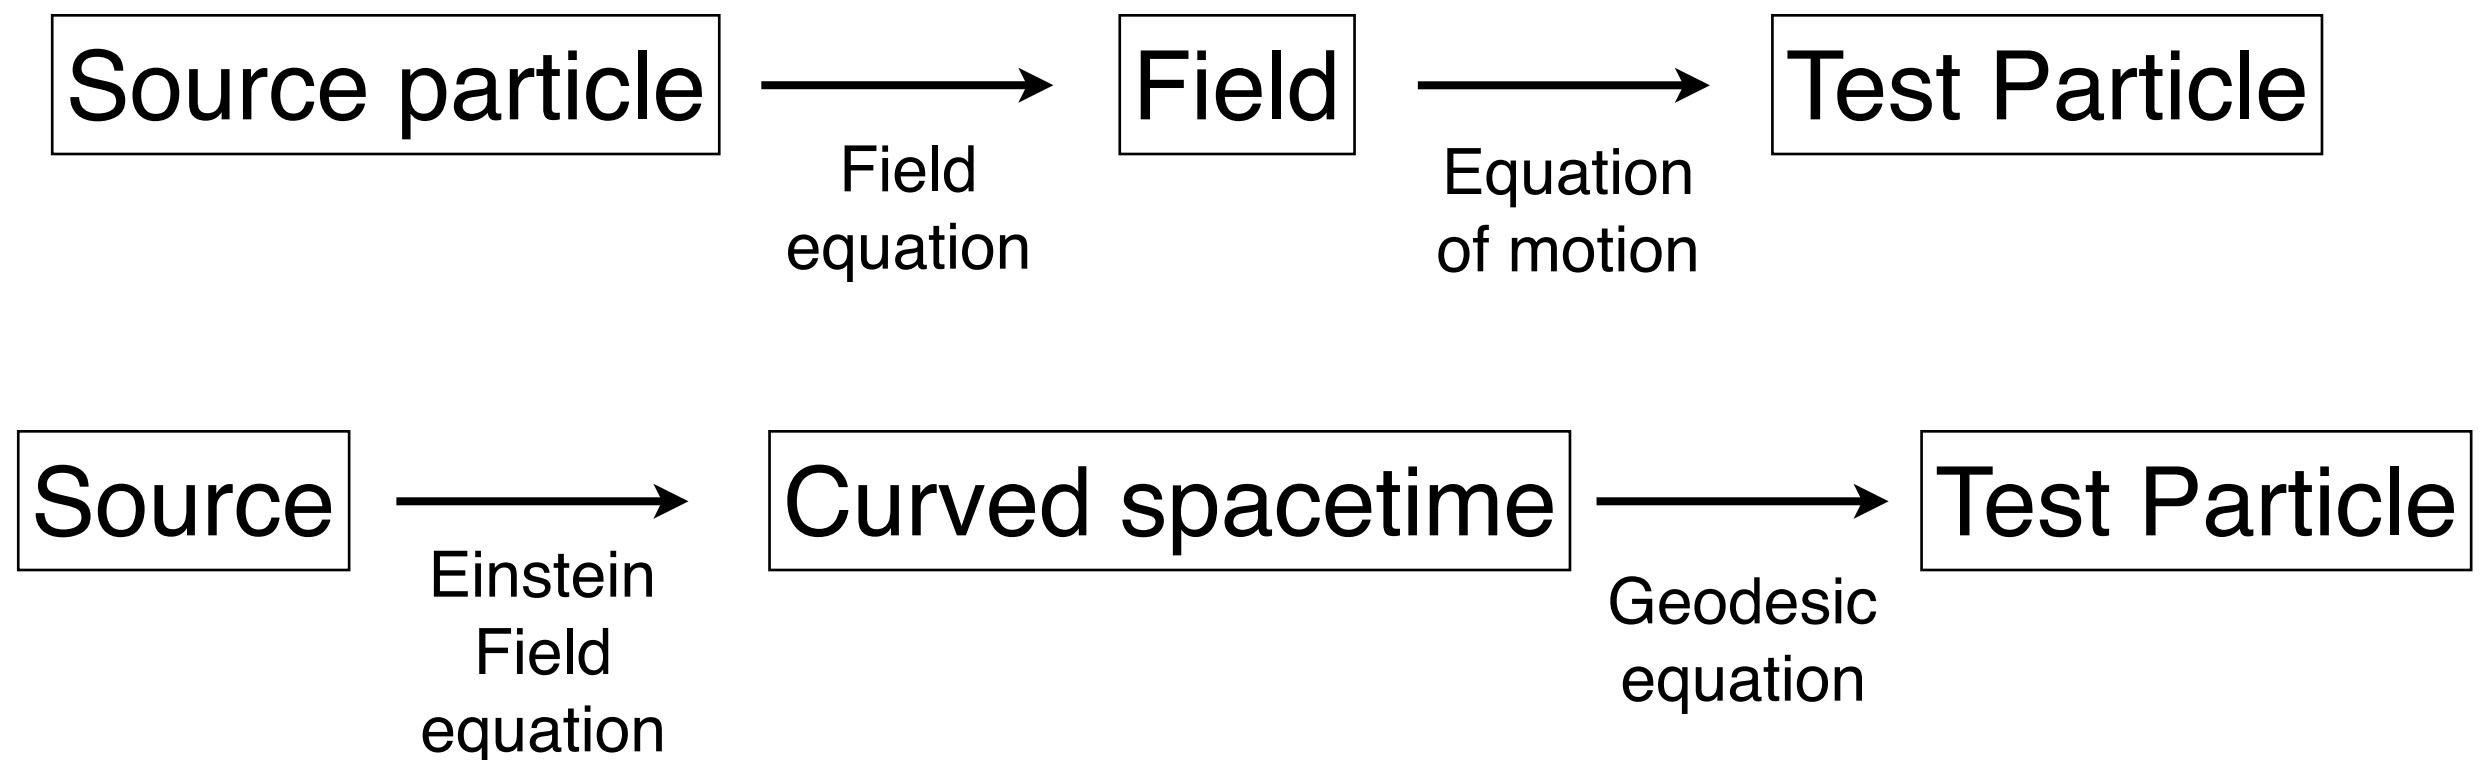 Source particle
Field
equation
Field
Equation
of motion
Test Particle
Source
Einstein
Field
equation
Curved spacetime
Geodesic
equation
Test Particle